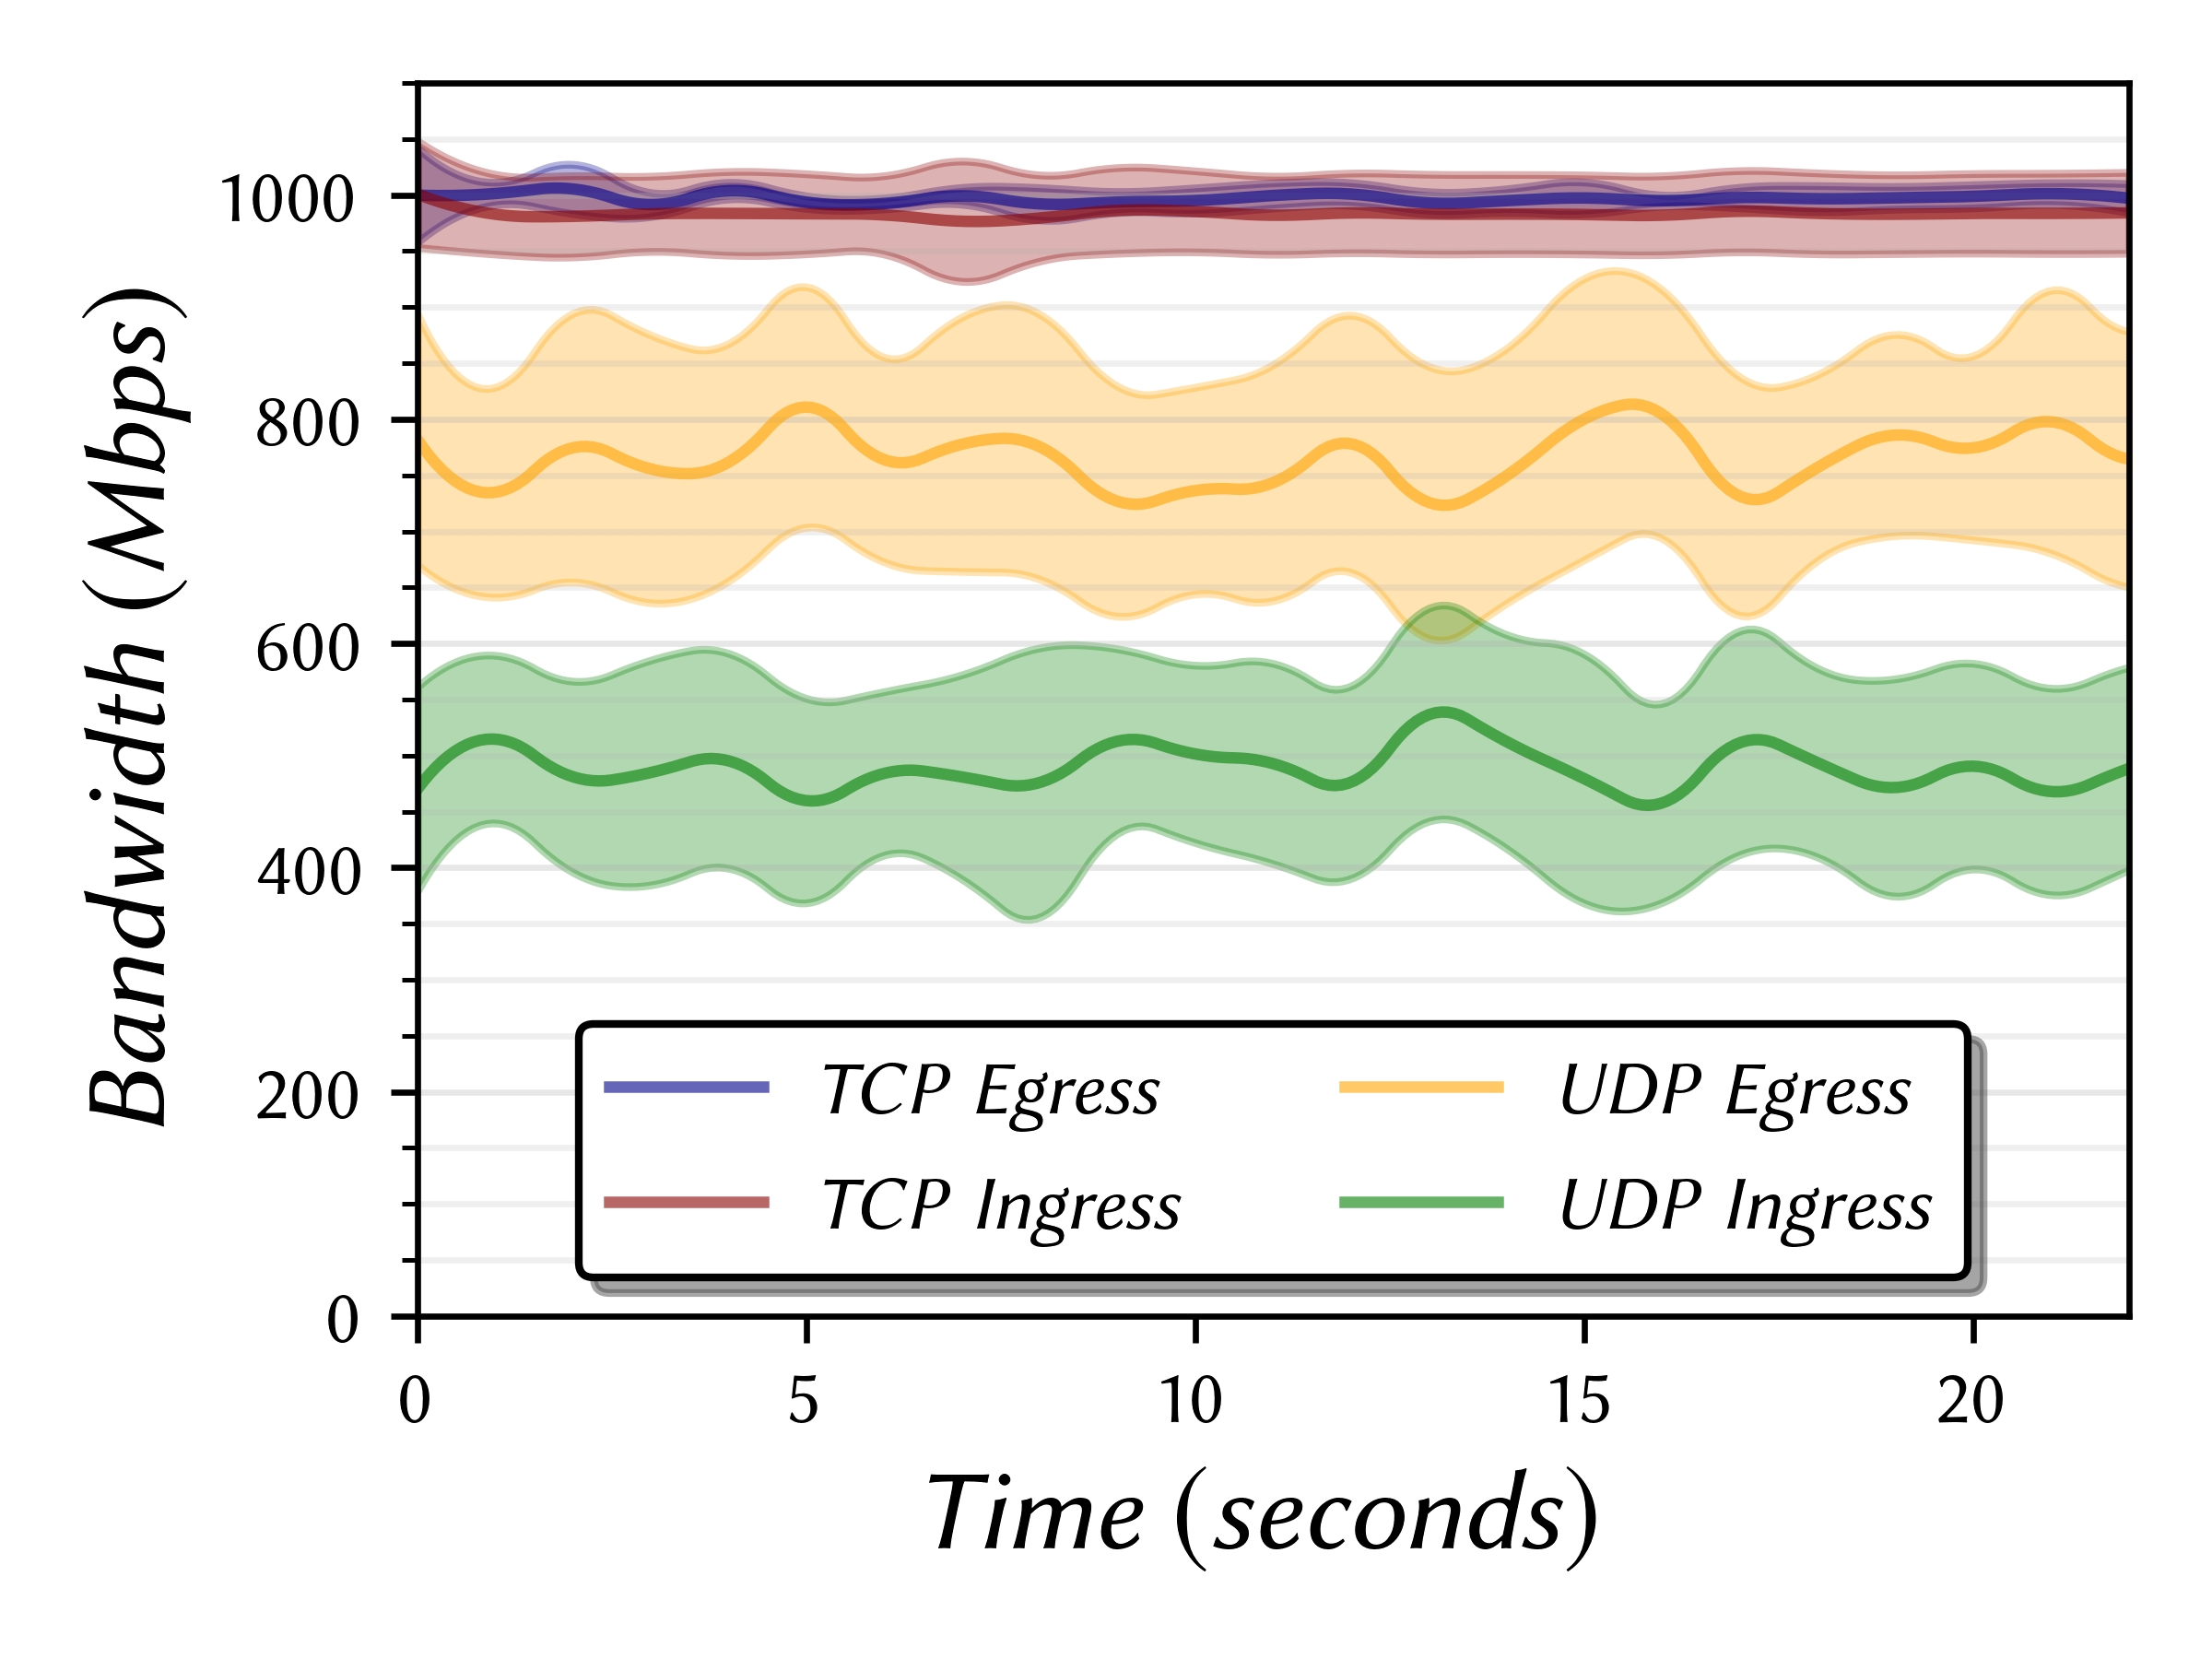 Bandwidth (Mbps)
1000
800
600
400
200
0
TCP Egress
TCP Ingress
UDP Egress
UDP Ingress
0 5 10 15 20
Time (seconds)